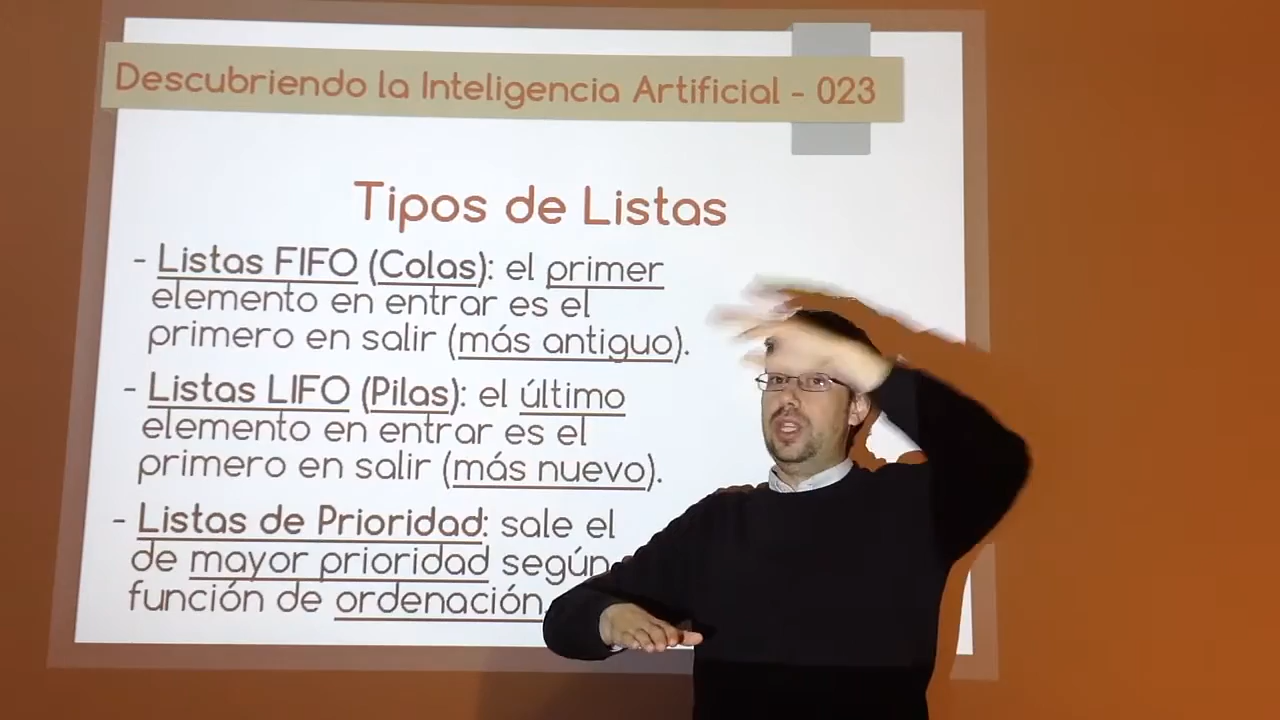 Descubriendo la Inteligencia Artificial - 023
Tipos de Listas
- Listas FIFO (Colas): el primer
elemento en entrar es el
primero en salir (más antiguo).
- Listas LIFO (Pilas): el último
elemento en entrar es el
primero en salir (más nuevo).
- Listas de Prioridad: sale el
de mayor prioridad según
función de ordenación.